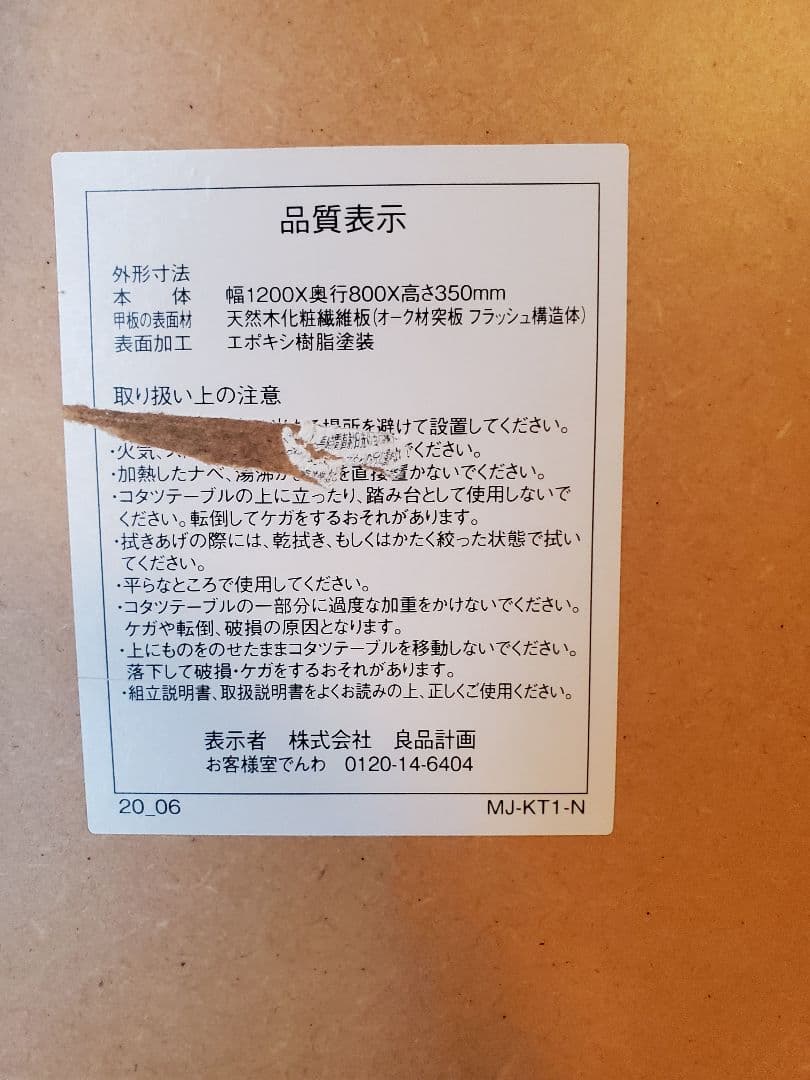 品質表示
外形寸法
本 体 幅1200X奥行800X高さ350mm
甲板の表面材 天然木化粧繊維板(オーク材突板 フラッシュ構造体)
表面加工 エポキシ樹脂塗装
取り扱い上の注意
場所を避けて設置してください。
・火気、 でください。
・加熱したナベ、湯沸か を直接置かないでください。
・コタツテーブルの上に立ったり、踏み台として使用しないで
ください。転倒してケガをするおそれがあります。
・拭きあげの際には、乾拭き、もしくはかたく絞った状態で拭い
てください。
・平らなところで使用してください。
・コタツテーブルの一部分に過度な加重をかけないでください。
ケガや転倒、破損の原因となります。
・上にものをのせたままコタツテーブルを移動しないでください。
落下して破損・ケガをするおそれがあります。
・組立説明書、取扱説明書をよくお読みの上、正しくご使用ください。
表示者 株式会社 良品計画
お客様室でんわ 0120-14-6404
20_06 MJ-KT1-N